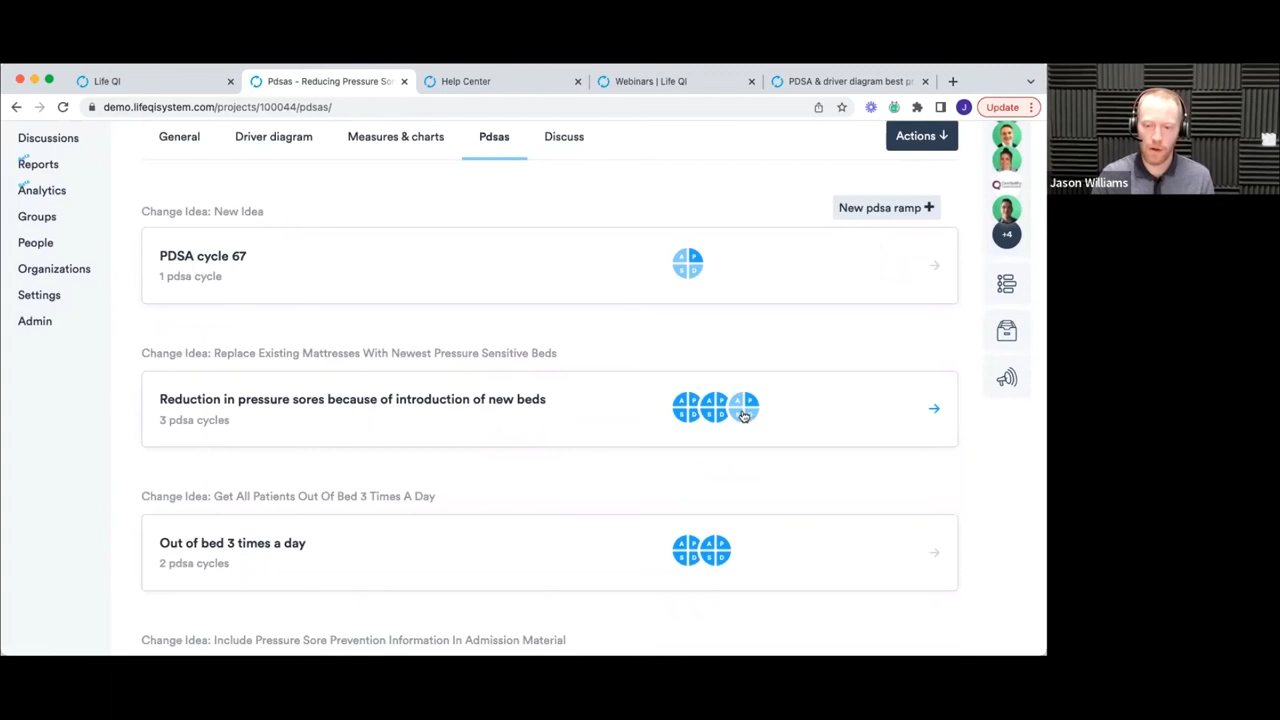 Life QI
Pdsas - Reducing Pressure So
Help Center
Webinars | Life QI
PDSA & driver diagram best p
demo.lifeqisystem.com/projects/100044/pdsas/
J
Update
Discussions
Reports
Analytics
Groups
People
Organizations
Settings
Admin
General
Driver diagram
Measures & charts
Pdsas
Discuss
Actions
Change Idea: New Idea
New pdsa ramp +
PDSA cycle 67
1 pdsa cycle
A P
S D
Change Idea: Replace Existing Mattresses With Newest Pressure Sensitive Beds
Reduction in pressure sores because of introduction of new beds
3 pdsa cycles
A P A P A P
S D S D
Change Idea: Get All Patients Out Of Bed 3 Times A Day
Out of bed 3 times a day
2 pdsa cycles
A P A P
S D S D
Change Idea: Include Pressure Sore Prevention Information In Admission Material
+4
Jason Williams